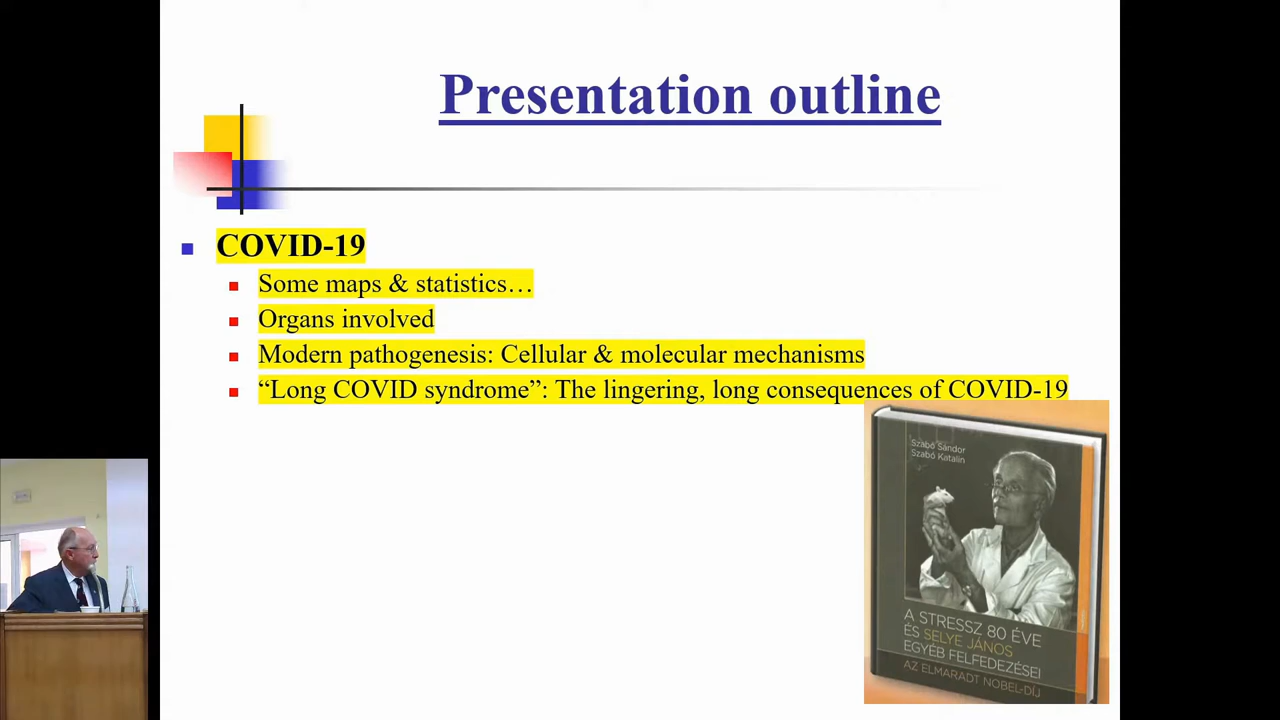 Presentation outline
COVID-19
Some maps & statistics…
Organs involved
Modern pathogenesis: Cellular & molecular mechanisms
“Long COVID syndrome”: The lingering, long consequences of COVID-19
Szabó Sándor
Szabó Katalin
A STRESSZ 80 ÉVE
ÉS SELYE JÁNOS
EGYÉB FELFEDEZÉSEI
AZ ELMARADT NOBEL-DÍJ